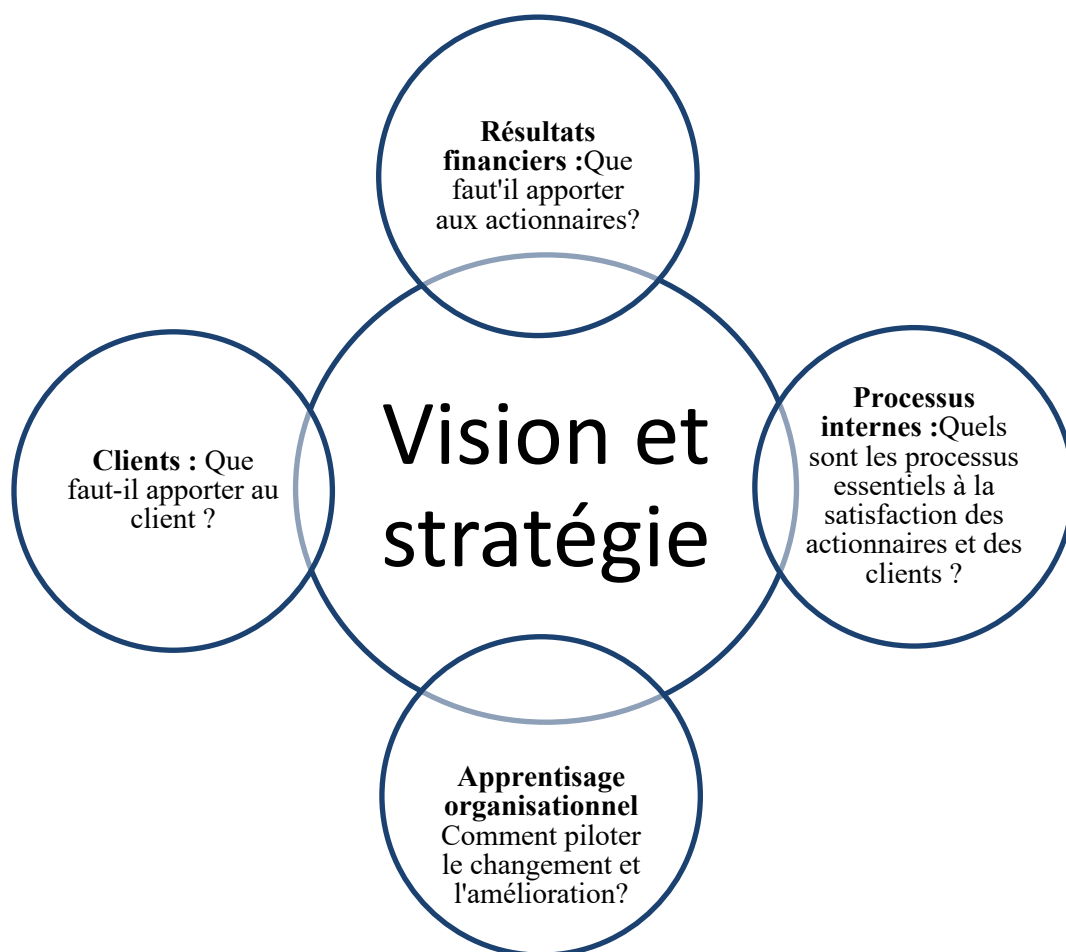 Résultats
financiers :Que
faut'il apporter
aux actionnaires?
Clients : Que
faut-il apporter au
client ?
Vision et
stratégie
Processus
internes :Quels
sont les processus
essentiels à la
satisfaction des
actionnaires et des
clients ?
Apprentisage
organisationnel
Comment piloter
le changement et
l'amélioration?